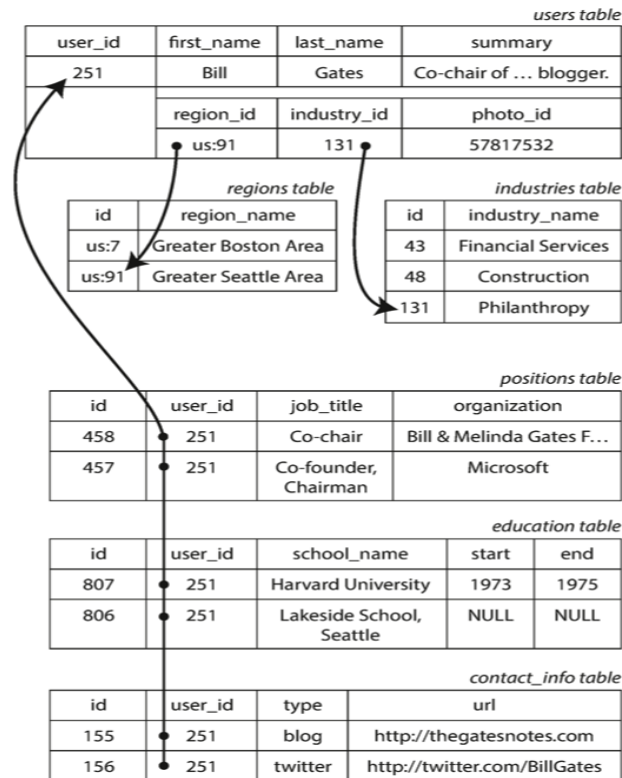 users table
user_id first_name last_name summary
251 Bill Gates Co-chair of … blogger.
region_id industry_id photo_id
us:91 131 57817532
regions table
id region_name
us:7 Greater Boston Area
us:91 Greater Seattle Area
industries table
id industry_name
43 Financial Services
48 Construction
131 Philanthropy
positions table
id user_id job_title organization
458 251 Co-chair Bill & Melinda Gates F…
457 251 Co-founder, Microsoft
Chairman
education table
id user_id school_name start end
807 251 Harvard University 1973 1975
806 251 Lakeside School, NULL NULL
Seattle
contact_info table
id user_id type url
155 251 blog http://thegatesnotes.com
156 251 twitter http://twitter.com/BillGates